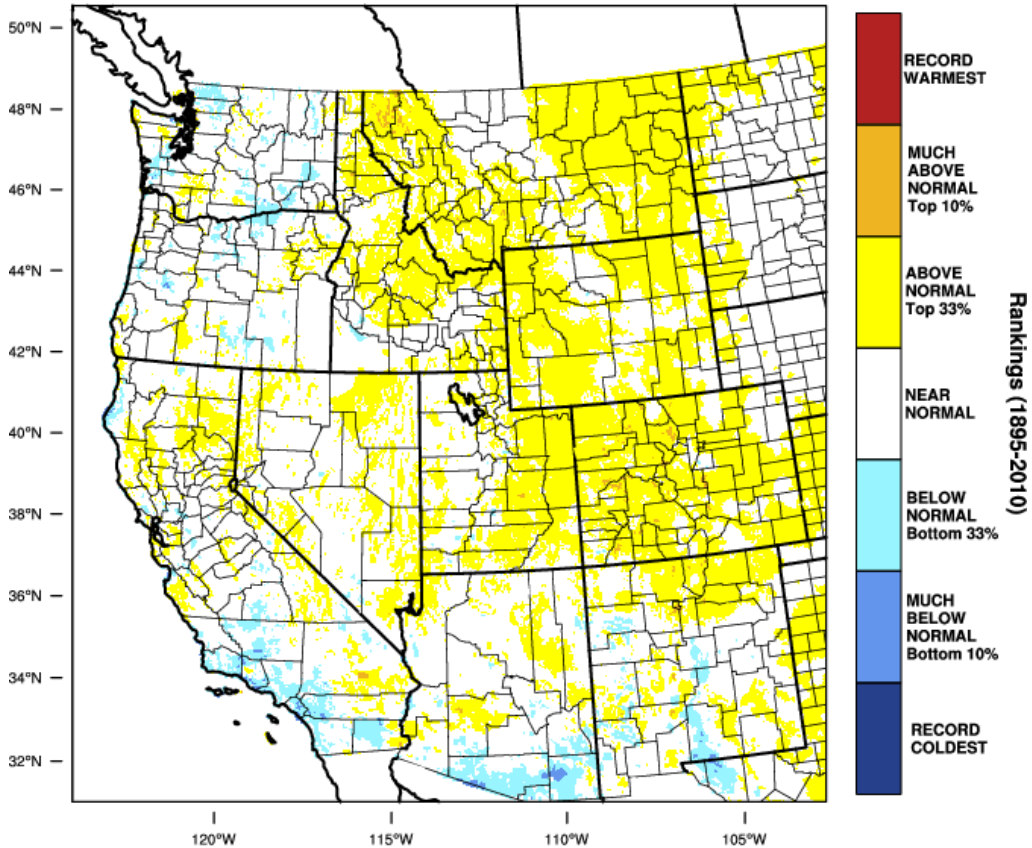 50°N
48°N
46°N
44°N
42°N
40°N
38°N
36°N
34°N
32°N
120°W
115°W
110°W
105°W
RECORD
WARMEST
MUCH
ABOVE
NORMAL
Top 10%
ABOVE
NORMAL
Top 33%
NEAR
NORMAL
BELOW
NORMAL
Bottom 33%
MUCH
BELOW
NORMAL
Bottom 10%
RECORD
COLDEST
Rankings (1895-2010)